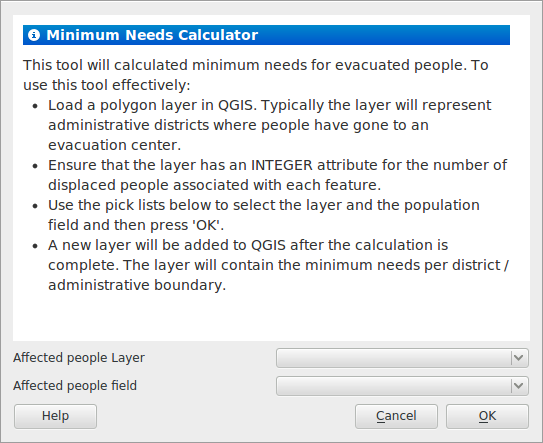 Minimum Needs Calculator
This tool will calculated minimum needs for evacuated people. To
use this tool effectively:
• Load a polygon layer in QGIS. Typically the layer will represent
administrative districts where people have gone to an
evacuation center.
• Ensure that the layer has an INTEGER attribute for the number of
displaced people associated with each feature.
• Use the pick lists below to select the layer and the population
field and then press 'OK'.
• A new layer will be added to QGIS after the calculation is
complete. The layer will contain the minimum needs per district /
administrative boundary.
Affected people Layer
Affected people field
Help Cancel OK